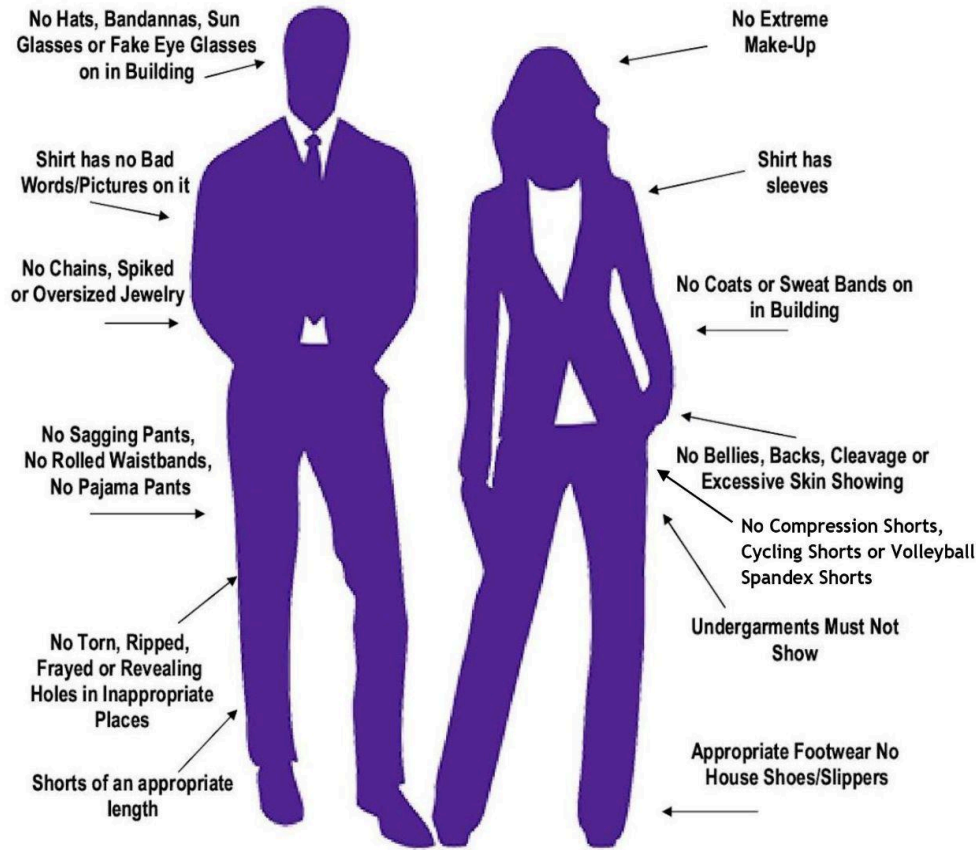 No Hats, Bandannas, Sun
Glasses or Fake Eye Glasses
on in Building
Shirt has no Bad
Words/Pictures on it
No Chains, Spiked
or Oversized Jewelry
No Sagging Pants,
No Rolled Waistbands,
No Pajama Pants
No Torn, Ripped,
Frayed or Revealing
Holes in Inappropriate
Places
Shorts of an appropriate
length
No Extreme
Make-Up
Shirt has
sleeves
No Coats or Sweat Bands on
in Building
No Bellies, Backs, Cleavage or
Excessive Skin Showing
No Compression Shorts,
Cycling Shorts or Volleyball
Spandex Shorts
Undergarments Must Not
Show
Appropriate Footwear No
House Shoes/Slippers